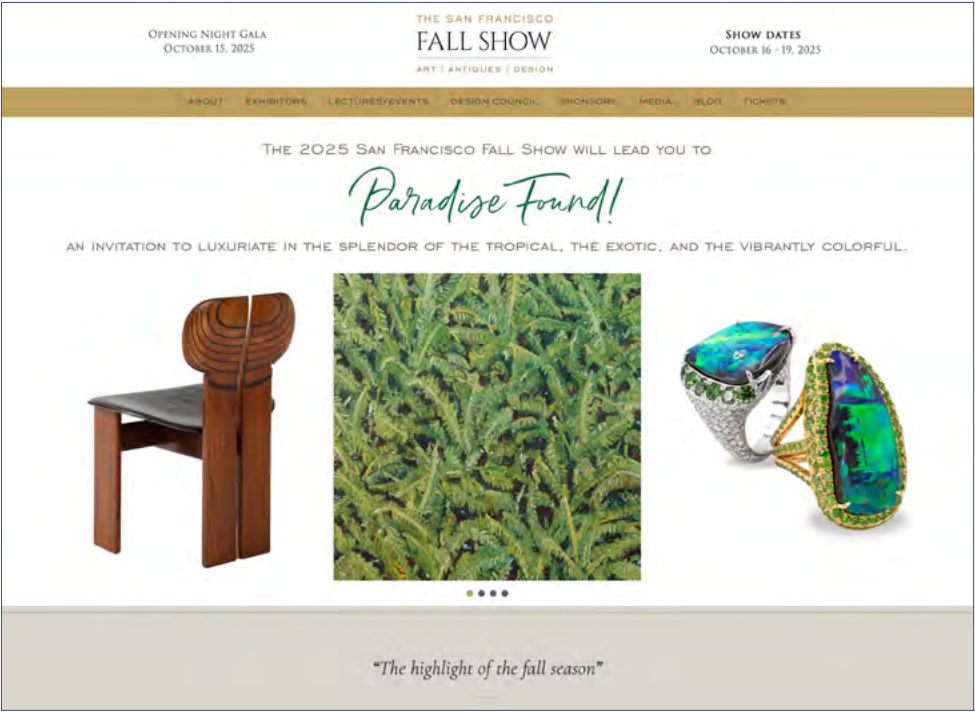 OPENING NIGHT GALA
OCTOBER 15, 2025
THE SAN FRANCISCO
FALL SHOW
ART | ANTIQUES | DESIGN
SHOW DATES
OCTOBER 16 - 19, 2025
ABOUT EXHIBITORS LECTURES/EVENTS DESIGN COUNCIL SPONSORS MEDIA BLOG TICKETS
THE 2025 SAN FRANCISCO FALL SHOW WILL LEAD YOU TO
Paradise Found!
AN INVITATION TO LUXURIATE IN THE SPLENDOR OF THE TROPICAL, THE EXOTIC, AND THE VIBRANTLY COLORFUL.
“The highlight of the fall season”